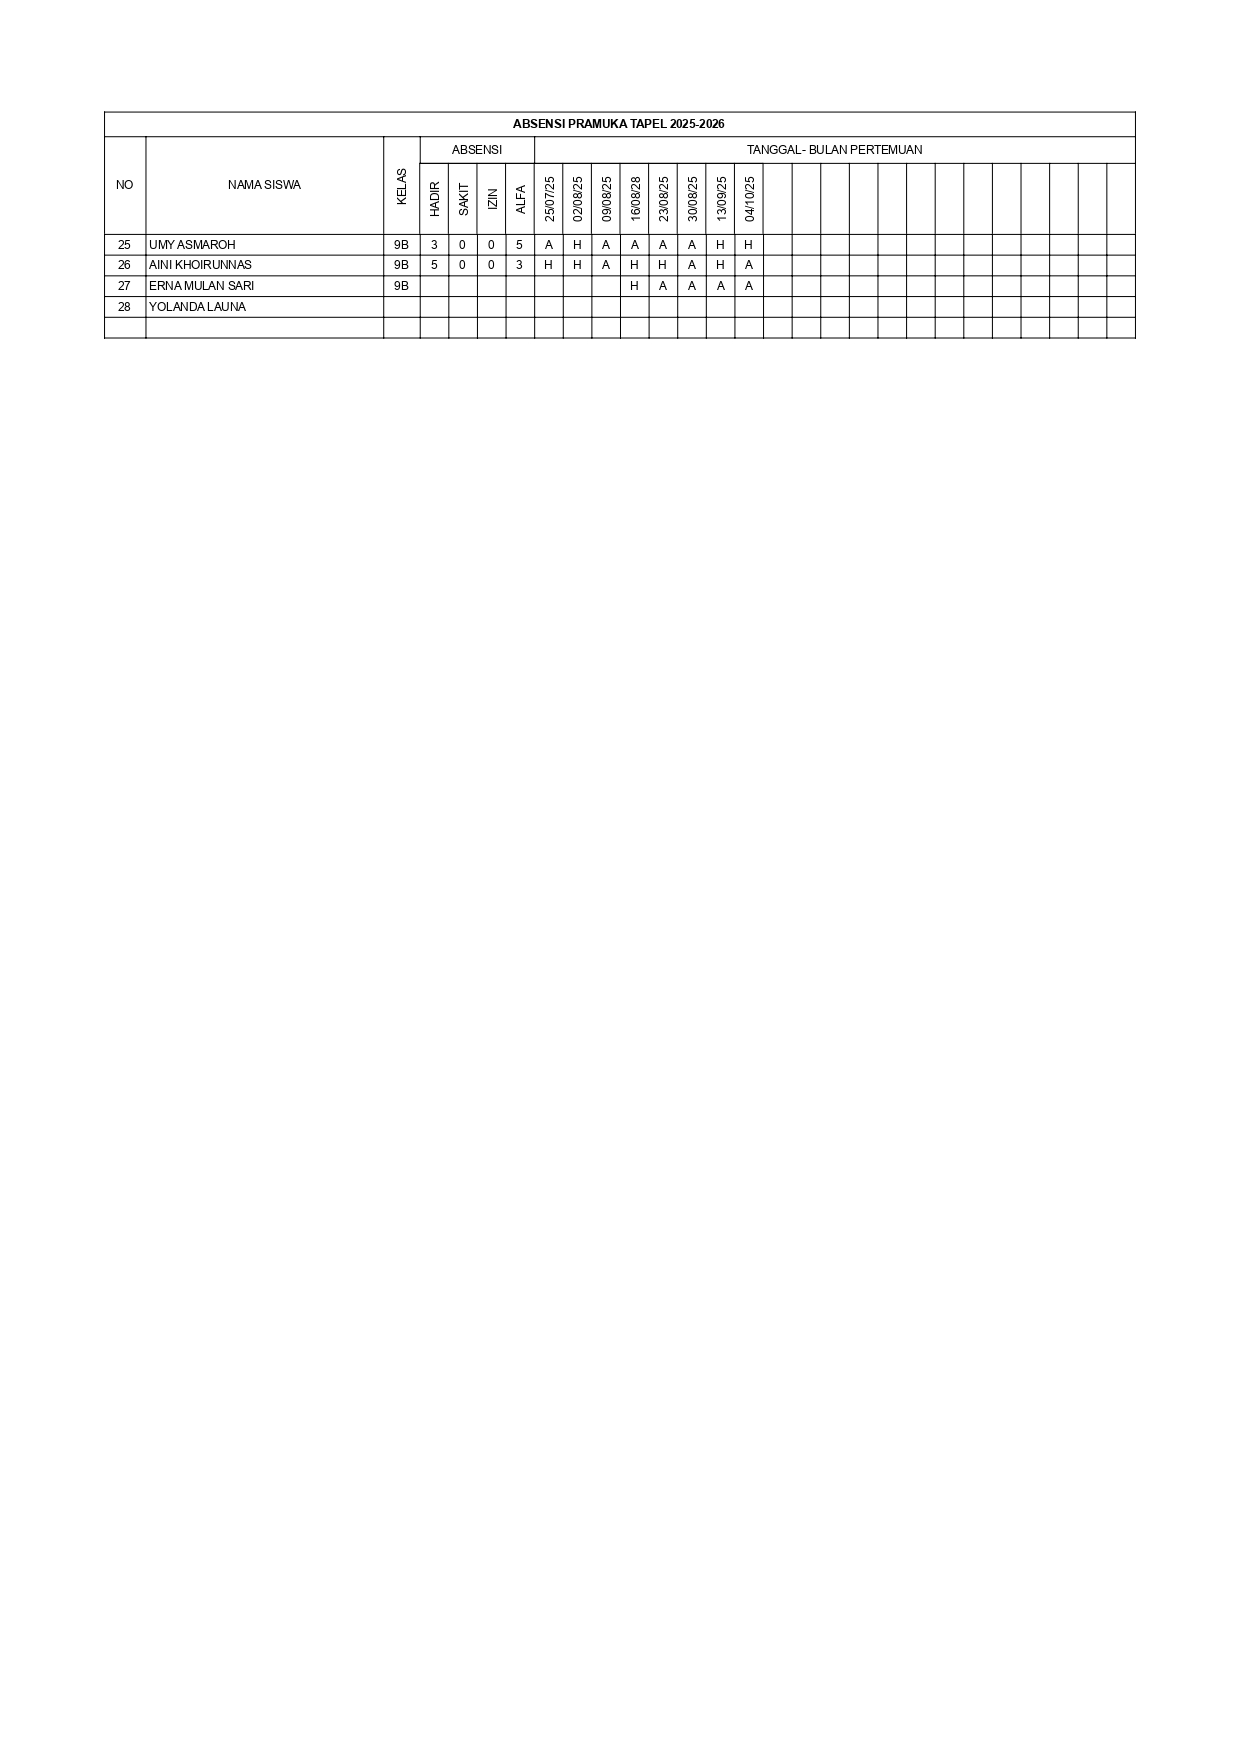 ABSENSI PRAMUKA TAPEL 2025-2026
NO NAMA SISWA KELAS ABSENSI TANGGAL- BULAN PERTEMUAN
HADIR SAKIT IZIN ALFA 25/07/25 02/08/25 09/08/25 16/08/28 23/08/25 30/08/25 13/09/25 04/10/25
25 UMY ASMAROH 9B 3 0 0 5 A H A A A A H H
26 AINI KHOIRUNNAS 9B 5 0 0 3 H H A H H A H A
27 ERNA MULAN SARI 9B H A A A A
28 YOLANDA LAUNA